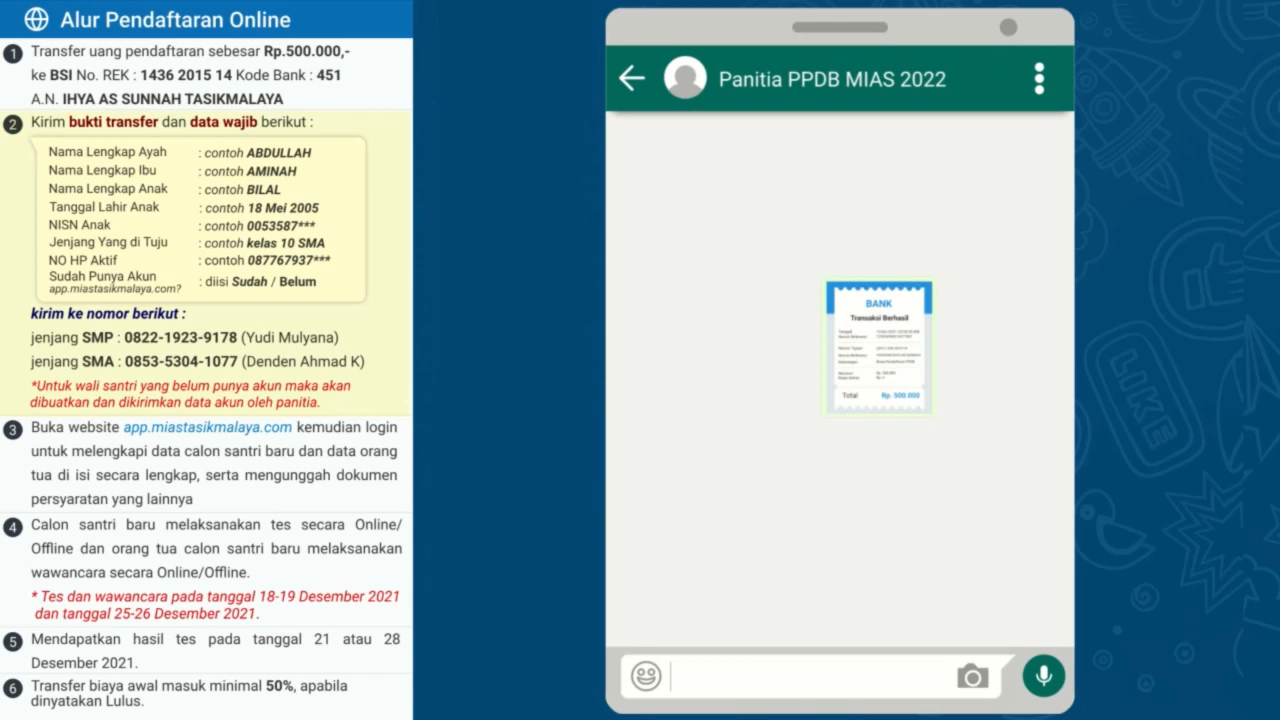 Alur Pendaftaran Online
1 Transfer uang pendaftaran sebesar Rp.500.000,-
ke BSI No. REK : 1436 2015 14 Kode Bank : 451
A.N. IHYA AS SUNNAH TASIKMALAYA
2 Kirim bukti transfer dan data wajib berikut :
Nama Lengkap Ayah : contoh ABDULLAH
Nama Lengkap Ibu : contoh AMINAH
Nama Lengkap Anak : contoh BILAL
Tanggal Lahir Anak : contoh 18 Mei 2005
NISN Anak : contoh 0053587***
Jenjang Yang di Tuju : contoh kelas 10 SMA
NO HP Aktif : contoh 087767937***
Sudah Punya Akun : diisi Sudah / Belum
app.miastasikmalaya.com?
kirim ke nomor berikut :
jenjang SMP : 0822-1923-9178 (Yudi Mulyana)
jenjang SMA : 0853-5304-1077 (Denden Ahmad K)
*Untuk wali santri yang belum punya akun maka akan
dibuatkan dan dikirimkan data akun oleh panitia.
3 Buka website app.miastasikmalaya.com kemudian login
untuk melengkapi data calon santri baru dan data orang
tua di isi secara lengkap, serta mengunggah dokumen
persyaratan yang lainnya
4 Calon santri baru melaksanakan tes secara Online/
Offline dan orang tua calon santri baru melaksanakan
wawancara secara Online/Offline.
* Tes dan wawancara pada tanggal 18-19 Desember 2021
dan tanggal 25-26 Desember 2021.
5 Mendapatkan hasil tes pada tanggal 21 atau 28
Desember 2021.
6 Transfer biaya awal masuk minimal 50%, apabila
dinyatakan Lulus.
Panitia PPDB MIAS 2022
BANK
Transaksi Berhasil
Total Rp. 500.000